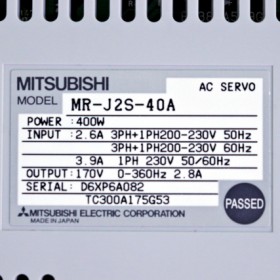 MITSUBISHI AC SERVO
MODEL MR-J2S-40A
POWER :400W
INPUT :2.6A 3PH+1PH200-230V 50Hz
3PH+1PH200-230V 60Hz
3.9A 1PH 230V 50/60Hz
OUTPUT:170V 0-360Hz 2.8A
SERIAL: D6XP6A082
TC300A175G53
PASSED
MITSUBISHI ELECTRIC CORPORATION
MADE IN JAPAN